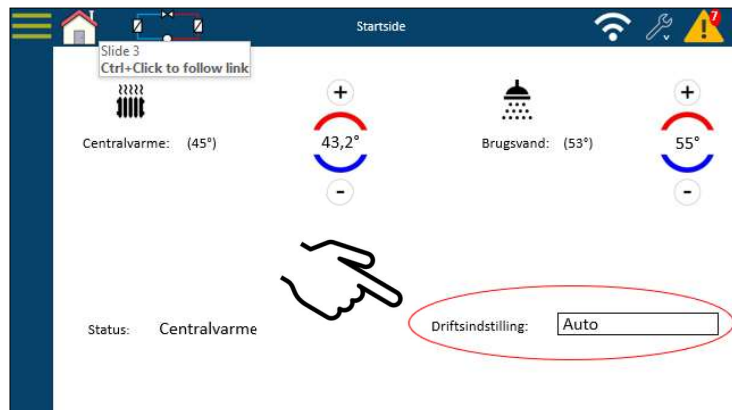 Startside
7
Slide 3
Ctrl+Click to follow link
+
+
Centralvarme: (45°) 43,2° Brugsvand: (53°) 55°
-
-
Status: Centralvarme Driftsindstilling: Auto